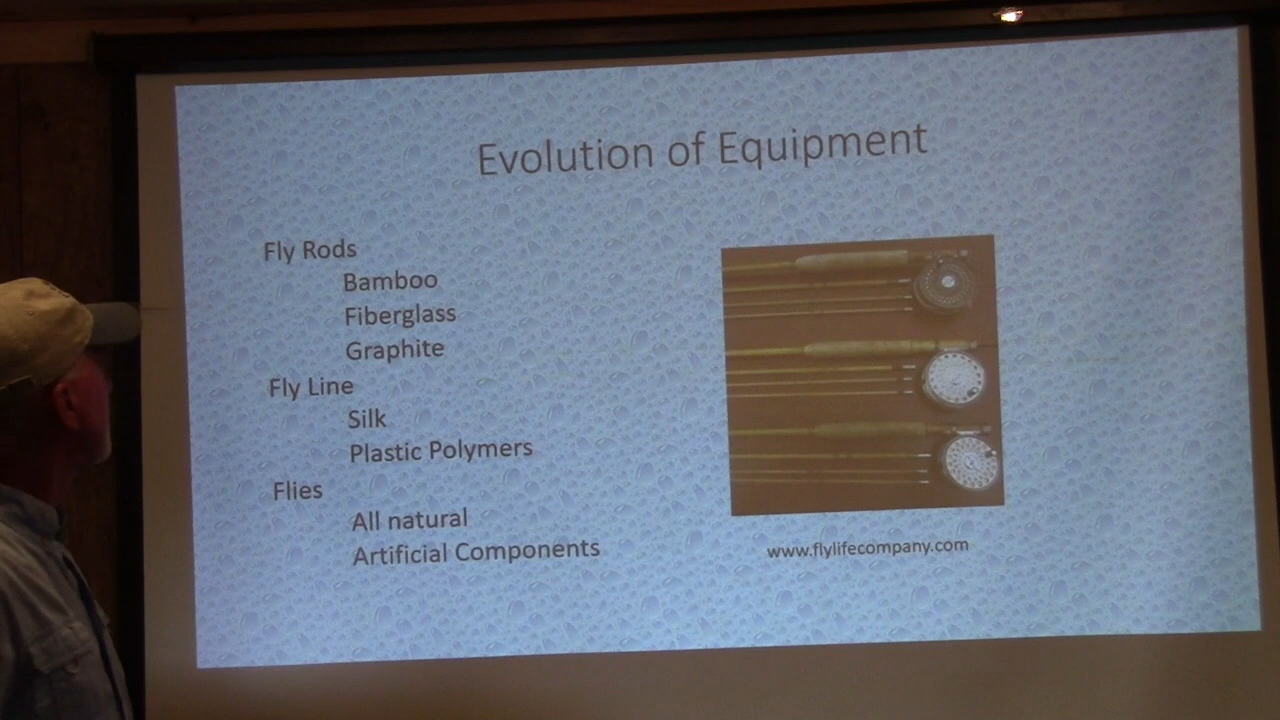 Evolution of Equipment
Fly Rods
Bamboo
Fiberglass
Graphite
Fly Line
Silk
Plastic Polymers
Flies
All natural
Artificial Components
www.flylifecompany.com